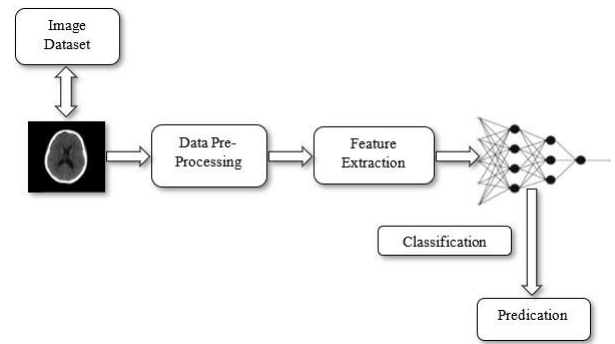 Image
Dataset
Data Pre-
Processing
Feature
Extraction
Classification
Predication